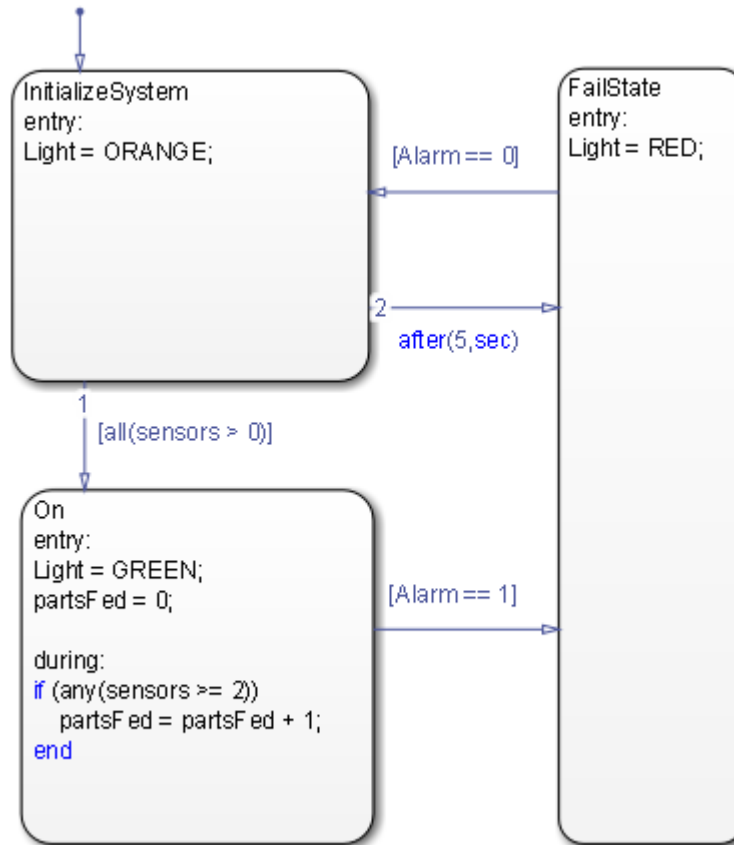 InitializeSystem
entry:
Light = ORANGE;
FailState
entry:
Light = RED;
[Alarm == 0]
2
after(5,sec)
1
[all(sensors > 0)]
On
entry:
Light = GREEN;
partsFed = 0;
during:
if (any(sensors >= 2))
partsFed = partsFed + 1;
end
[Alarm == 1]